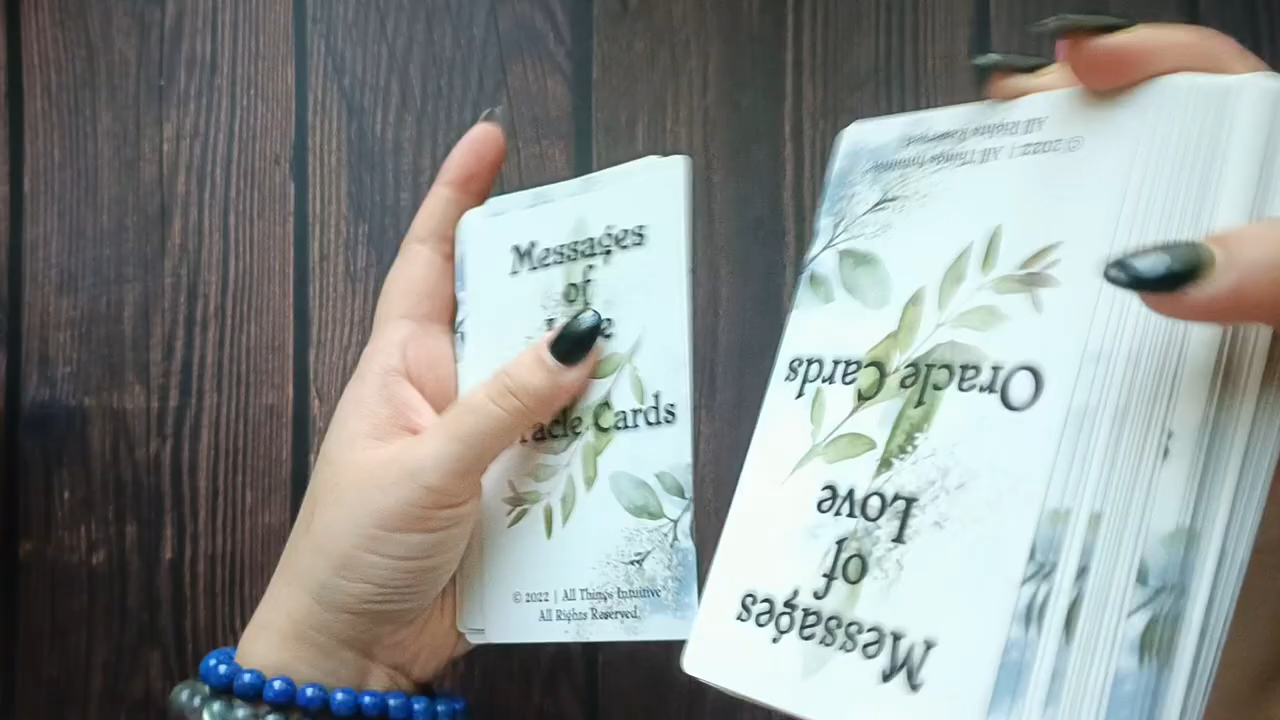 Messages
of
Cards
© 2022 | All Things Intuitive
All Rights Reserved.
Messages
of
Love
Oracle Cards
© 2022 | All Things Intuitive
All Rights Reserved